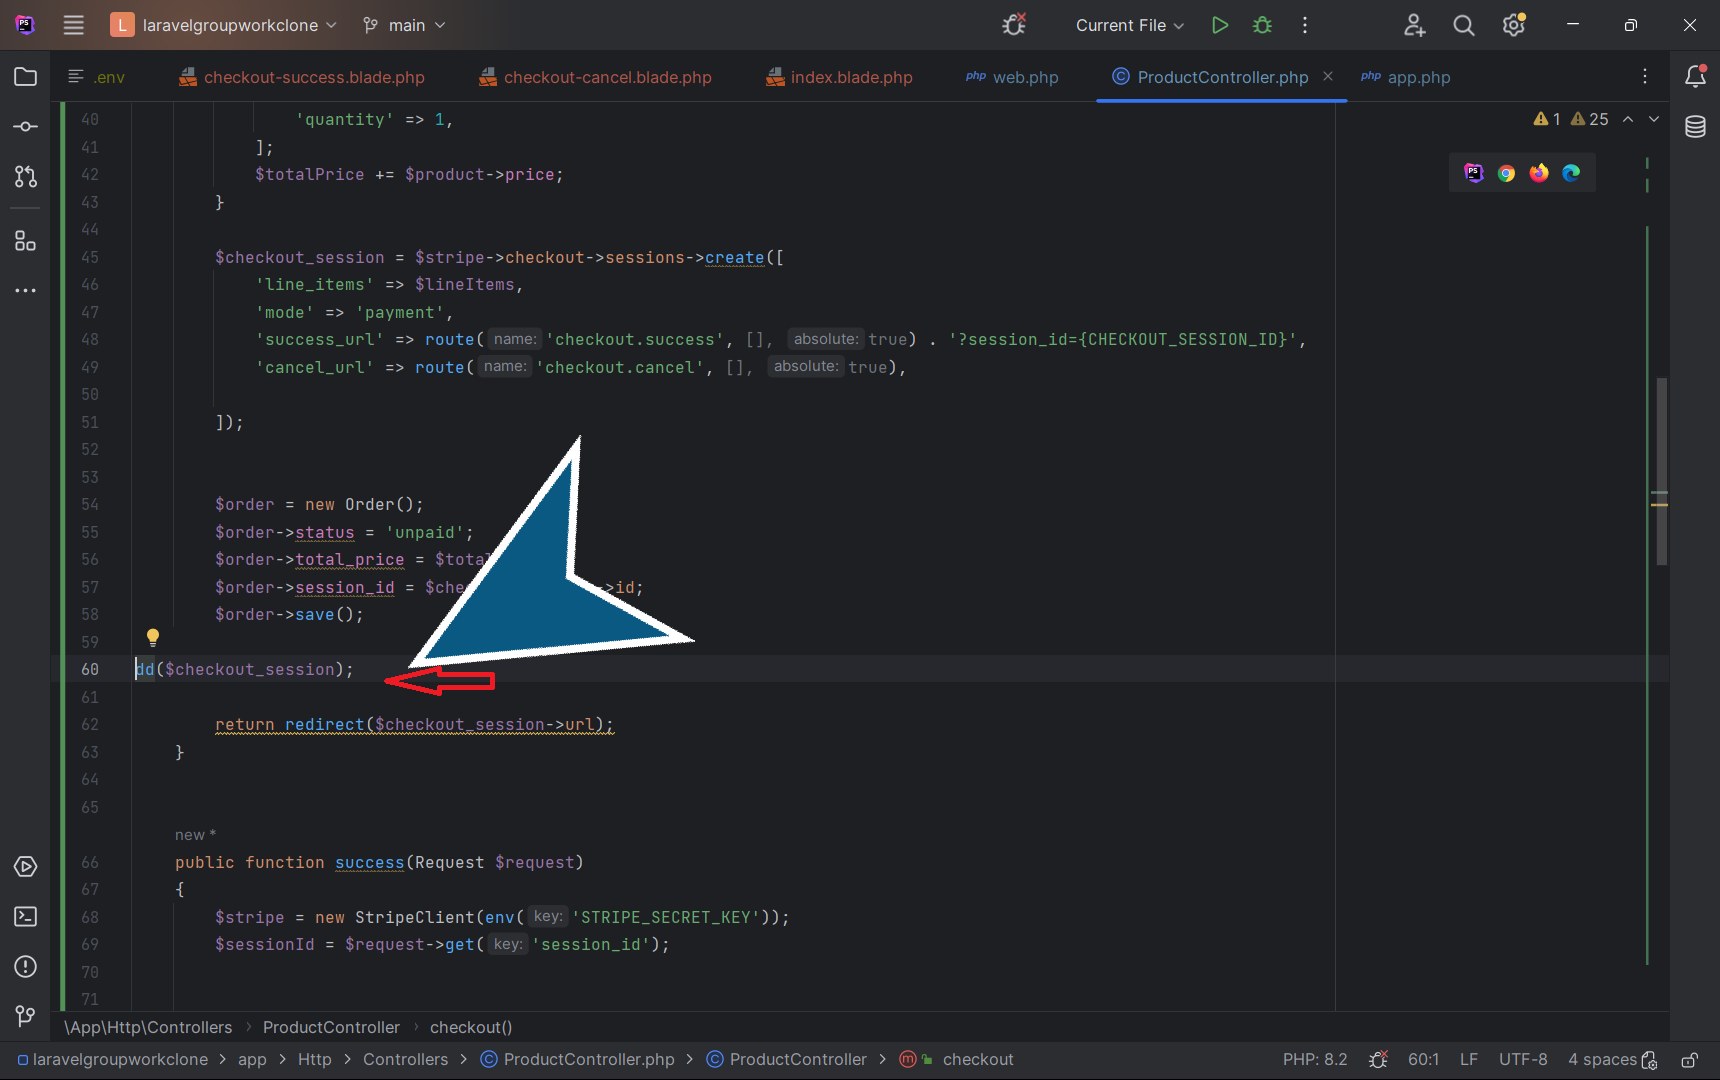 PS L laravelgroupworkclone main Current File
.env checkout-success.blade.php checkout-cancel.blade.php index.blade.php php web.php C ProductController.php php app.php
40 'quantity' => 1,
1 25
41 ];
42 $totalPrice += $product->price;
PS
43 }
44
45 $checkout_session = $stripe->checkout->sessions->create([
46 'line_items' => $lineItems,
47 'mode' => 'payment',
48 'success_url' => route( name: 'checkout.success', [], absolute: true) . '?session_id={CHECKOUT_SESSION_ID}',
49 'cancel_url' => route( name: 'checkout.cancel', [], absolute: true),
50
51 ]);
52
53
54 $order = new Order();
55 $order->status = 'unpaid';
56 $order->total_price = $total
57 $order->session_id = $che ->id;
58 $order->save();
59
60 dd($checkout_session);
61
62 return redirect($checkout_session->url);
63 }
64
65
new *
66 public function success(Request $request)
67 {
68 $stripe = new StripeClient(env( key: 'STRIPE_SECRET_KEY'));
69 $sessionId = $request->get( key: 'session_id');
70
71
\App\Http\Controllers > ProductController > checkout()
laravelgroupworkclone > app > Http > Controllers > C ProductController.php > C ProductController > m checkout PHP: 8.2 60:1 LF UTF-8 4 spaces